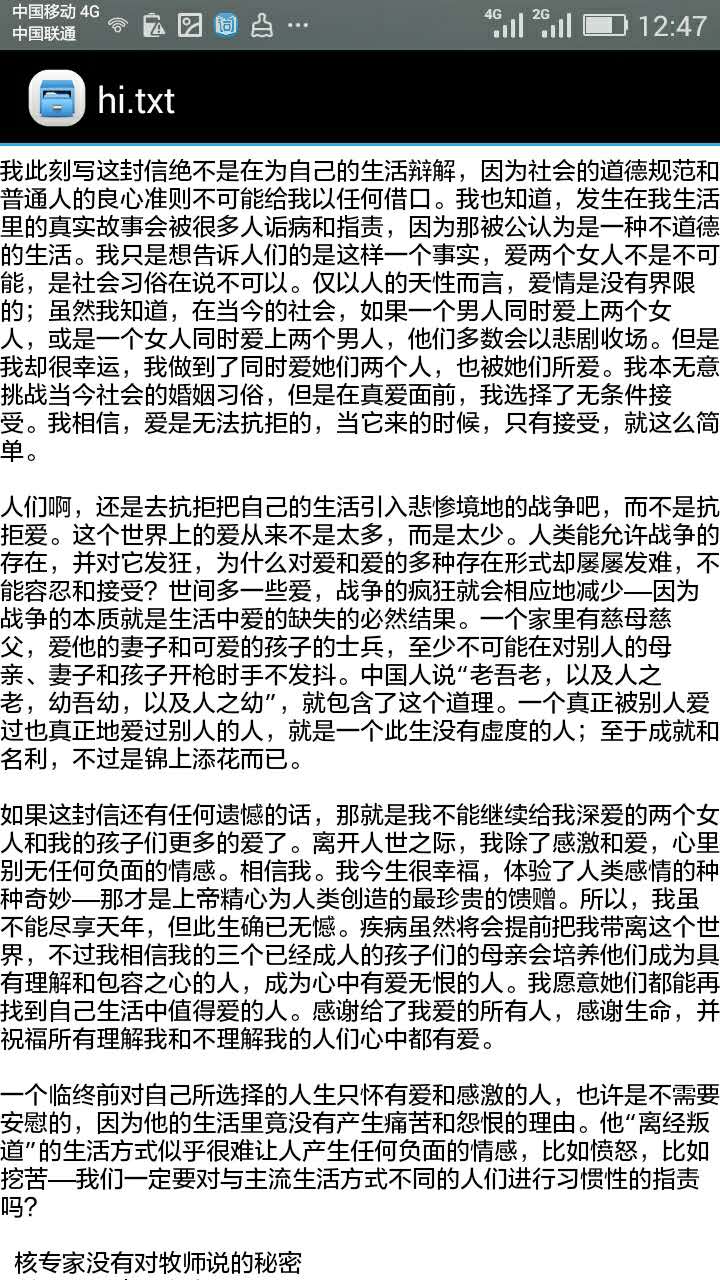 中国移动 4G
中国联通
4G
2G
12:47
hi.txt
我此刻写这封信绝不是在为自己的生活辩解，因为社会的道德规范和
普通人的良心准则不可能给我以任何借口。我也知道，发生在我生活
里的真实故事会被很多人诟病和指责，因为那被公认为是一种不道德
的生活。我只是想告诉人们的是这样一个事实，爱两个女人不是不可
能，是社会习俗在说不可以。仅以人的天性而言，爱情是没有界限
的；虽然我知道，在当今的社会，如果一个男人同时爱上两个女
人，或是一个女人同时爱上两个男人，他们多数会以悲剧收场。但是
我却很幸运，我做到了同时爱她们两个人，也被她们所爱。我本无意
挑战当今社会的婚姻习俗，但是在真爱面前，我选择了无条件接
受。我相信，爱是无法抗拒的，当它来的时候，只有接受，就这么简
单。
人们啊，还是去抗拒把自己的生活引入悲惨境地的战争吧，而不是抗
拒爱。这个世界上的爱从来不是太多，而是太少。人类能允许战争的
存在，并对它发狂，为什么对爱和爱的多种存在形式却屡屡发难，不
能容忍和接受？世间多一些爱，战争的疯狂就会相应地减少—因为
战争的本质就是生活中爱的缺失的必然结果。一个家里有慈母慈
父，爱他的妻子和可爱的孩子的士兵，至少不可能在对别人的母
亲、妻子和孩子开枪时手不发抖。中国人说“老吾老，以及人之
老，幼吾幼，以及人之幼”，就包含了这个道理。一个真正被别人爱
过也真正地爱过别人的人，就是一个此生没有虚度的人；至于成就和
名利，不过是锦上添花而已。
如果这封信还有任何遗憾的话，那就是我不能继续给我深爱的两个女
人和我的孩子们更多的爱了。离开人世之际，我除了感激和爱，心里
别无任何负面的情感。相信我。我今生很幸福，体验了人类感情的种
种奇妙—那才是上帝精心为人类创造的最珍贵的馈赠。所以，我虽
不能尽享天年，但此生确已无憾。疾病虽然将会提前把我带离这个世
界，不过我相信我的三个已经成人的孩子们的母亲会培养他们成为具
有理解和包容之心的人，成为心中有爱无恨的人。我愿意她们都能再
找到自己生活中值得爱的人。感谢给了我爱的所有人，感谢生命，并
祝福所有理解我和不理解我的人们心中都有爱。
一个临终前对自己所选择的人生只怀有爱和感激的人，也许是不需要
安慰的，因为他的生活里竟没有产生痛苦和怨恨的理由。他“离经叛
道”的生活方式似乎很难让人产生任何负面的情感，比如愤怒，比如
挖苦—我们一定要对与主流生活方式不同的人们进行习惯性的指责
吗？
核专家没有对牧师说的秘密